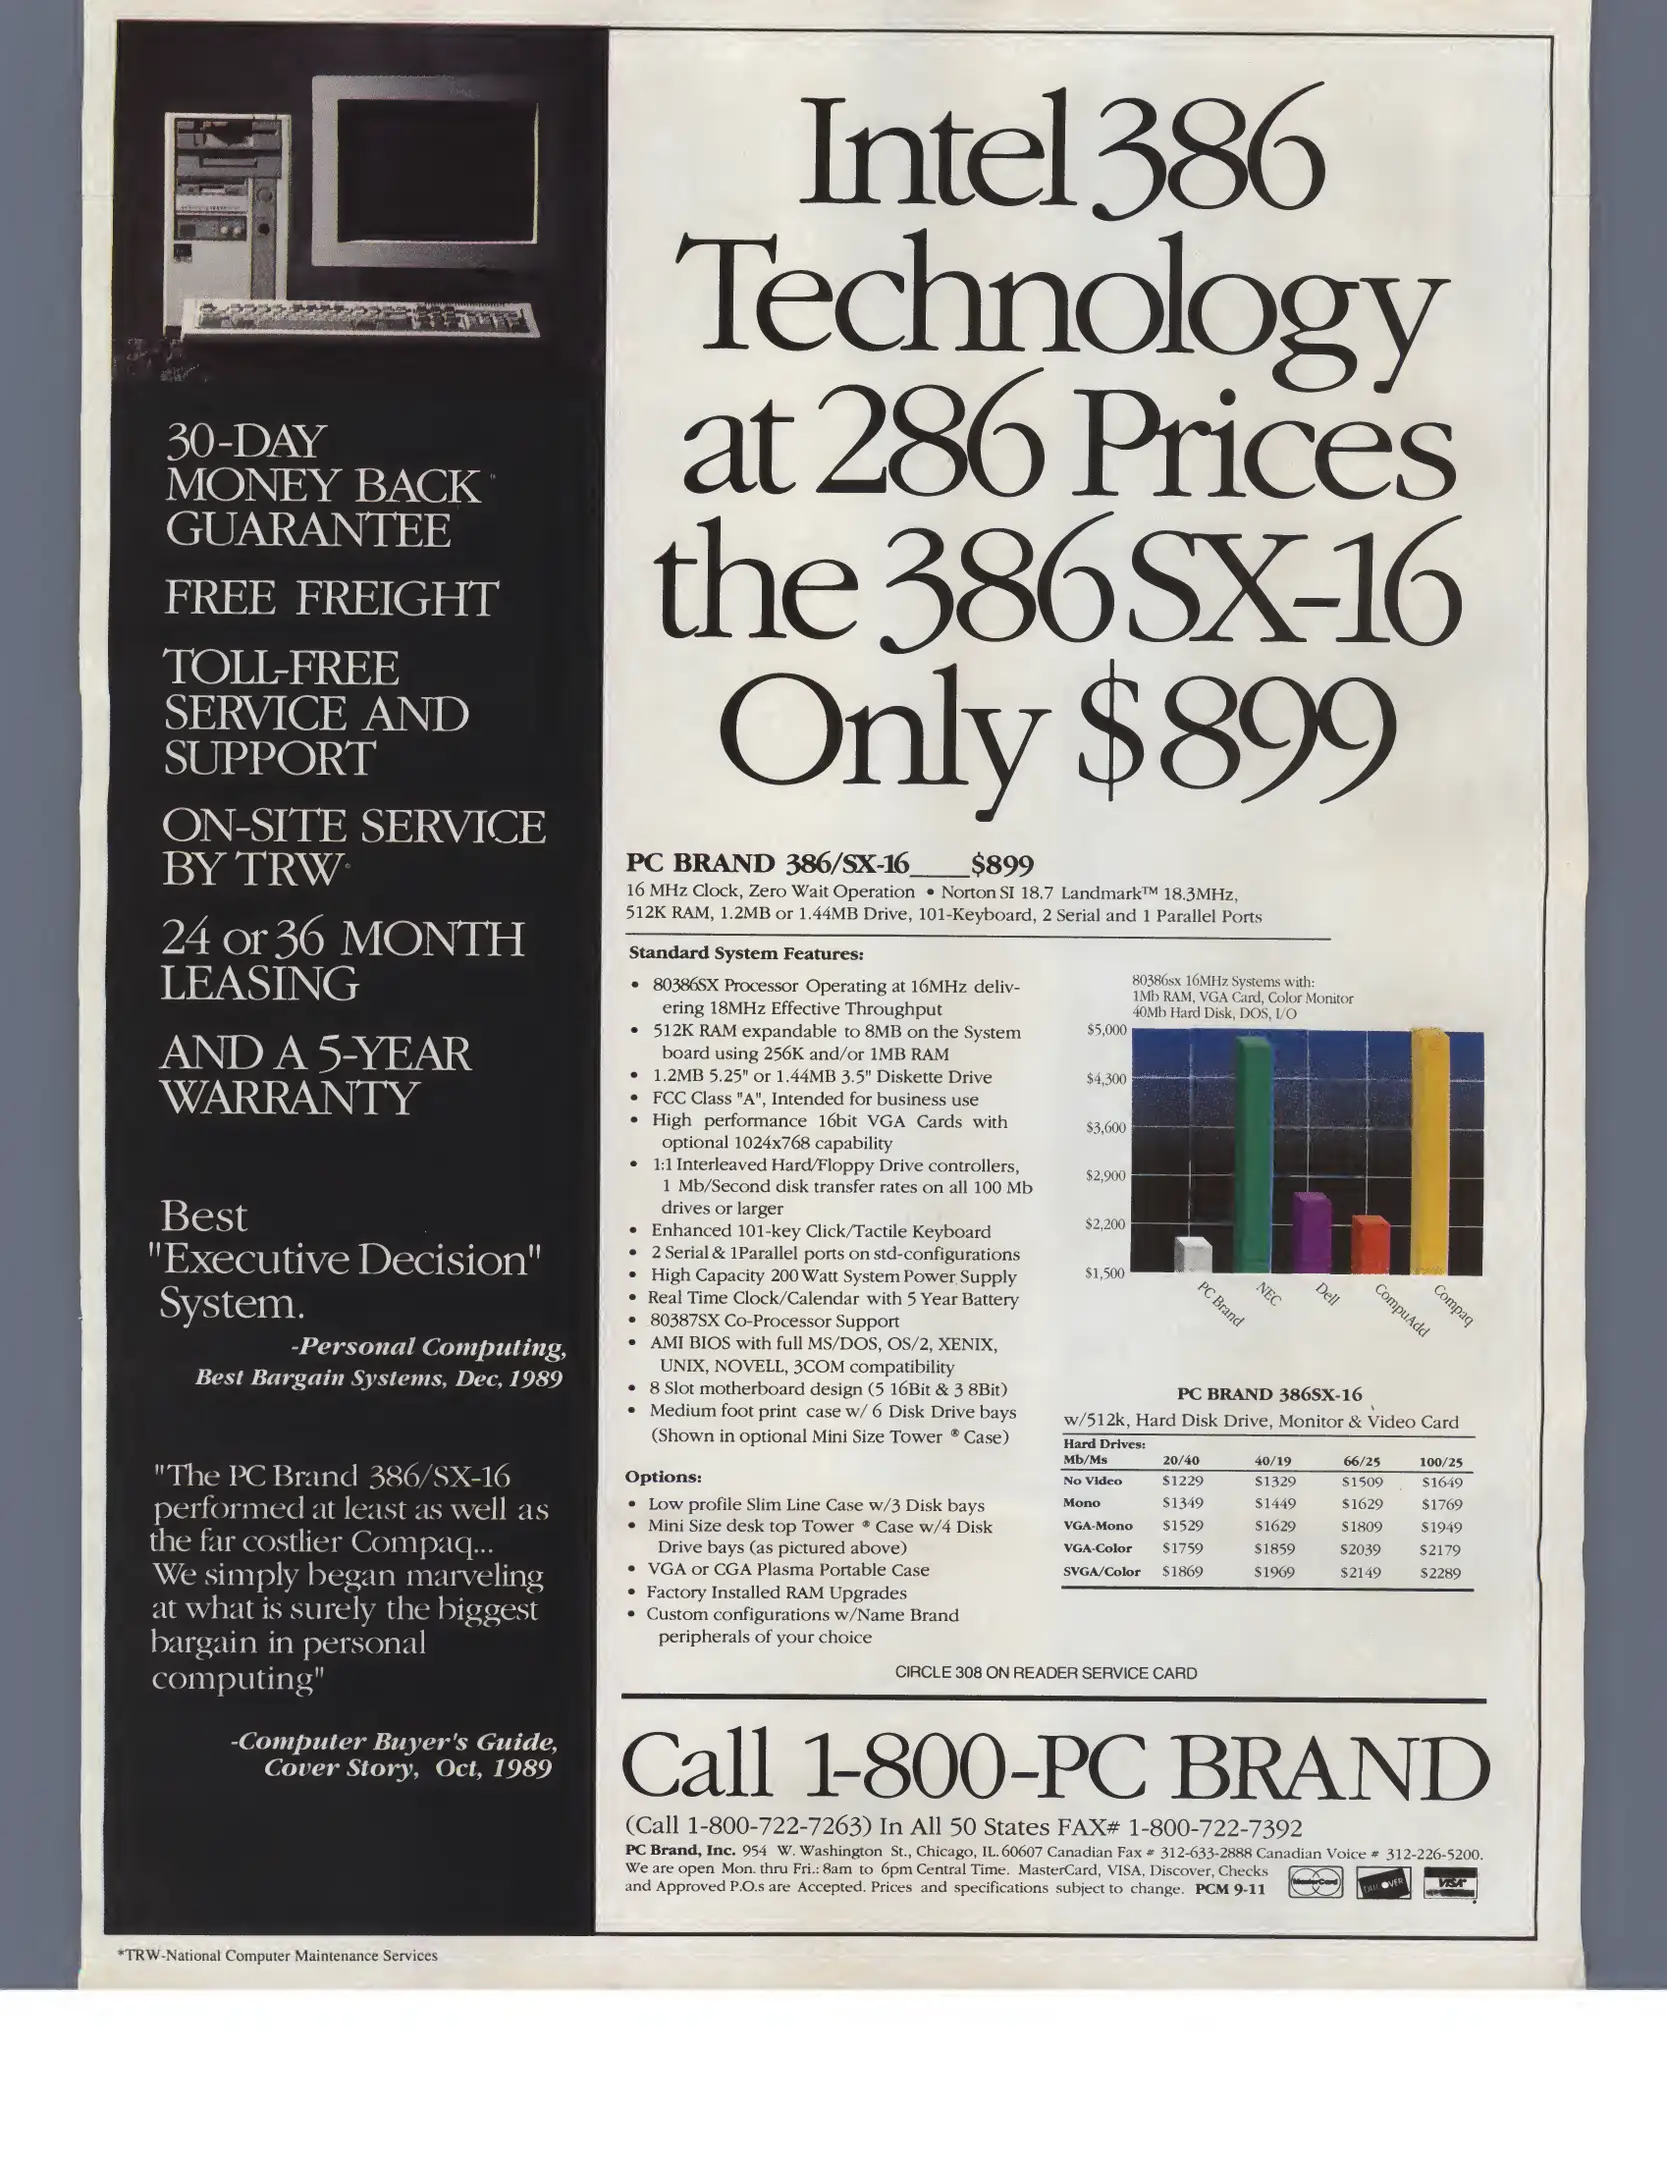 30-DAY
MONEY BACK
GUARANTEE
FREE FREIGHT
TOLL-FREE
SERVICE AND
SUPPORT
ON-SITE SERVICE
BY TRW*
24 or 36 MONTH
LEASING
AND A 5-YEAR
WARRANTY
Best
"Executive Decision"
System.
-Personal Computing,
Best Bargain Systems, Dec, 1989
"The PC Brand 386/SX-16
performed at least as well as
the far costlier Compaq...
We simply began marveling
at what is surely the biggest
bargain in personal
computing"
-Computer Buyer's Guide,
Cover Story, Oct, 1989
Intel 386
Technology
at 286 Prices
the 386SX-16
Only $899
PC BRAND 386/SX-16____$899
16 MHz Clock, Zero Wait Operation • Norton SI 18.7 Landmark™ 18.3MHz,
512K RAM, 1.2MB or 1.44MB Drive, 101-Keyboard, 2 Serial and 1 Parallel Ports
Standard System Features:
• 80386SX Processor Operating at 16MHz deliv-
ering 18MHz Effective Throughput
• 512K RAM expandable to 8MB on the System
board using 256K and/or 1MB RAM
• 1.2MB 5.25" or 1.44MB 3.5" Diskette Drive
• FCC Class "A", Intended for business use
• High performance 16bit VGA Cards with
optional 1024x768 capability
• 1:1 Interleaved Hard/Floppy Drive controllers,
1 Mb/Second disk transfer rates on all 100 Mb
drives or larger
• Enhanced 101-key Click/Tactile Keyboard
• 2 Serial & 1Parallel ports on std-configurations
• High Capacity 200 Watt System Power Supply
• Real Time Clock/Calendar with 5 Year Battery
• 80387SX Co-Processor Support
• AMI BIOS with full MS/DOS, OS/2, XENIX,
UNIX, NOVELL, 3COM compatibility
• 8 Slot motherboard design (5 16Bit & 3 8Bit)
• Medium foot print case w/ 6 Disk Drive bays
(Shown in optional Mini Size Tower ® Case)
Options:
• Low profile Slim Line Case w/3 Disk bays
• Mini Size desk top Tower ® Case w/4 Disk
Drive bays (as pictured above)
• VGA or CGA Plasma Portable Case
• Factory Installed RAM Upgrades
• Custom configurations w/Name Brand
peripherals of your choice
80386sx 16MHz Systems with:
1Mb RAM, VGA Card, Color Monitor
40Mb Hard Disk, DOS, I/O
$5,000
$4,300
$3,600
$2,900
$2,200
$1,500
PC Brand NEC Dell CompuAdd Compaq
PC BRAND 386SX-16
w/512k, Hard Disk Drive, Monitor & Video Card
Hard Drives:
Mb/Ms 20/40 40/19 66/25 100/25
No Video $1229 $1329 $1509 $1649
Mono $1349 $1449 $1629 $1769
VGA-Mono $1529 $1629 $1809 $1949
VGA-Color $1759 $1859 $2039 $2179
SVGA/Color $1869 $1969 $2149 $2289
CIRCLE 308 ON READER SERVICE CARD
Call 1-800-PC BRAND
(Call 1-800-722-7263) In All 50 States FAX# 1-800-722-7392
PC Brand, Inc. 954 W. Washington St., Chicago, IL. 60607 Canadian Fax # 312-633-2888 Canadian Voice # 312-226-5200.
We are open Mon. thru Fri.: 8am to 6pm Central Time. MasterCard, VISA, Discover, Checks
and Approved P.O.s are Accepted. Prices and specifications subject to change. PCM 9-11
MasterCard DISCOVER VISA
*TRW-National Computer Maintenance Services